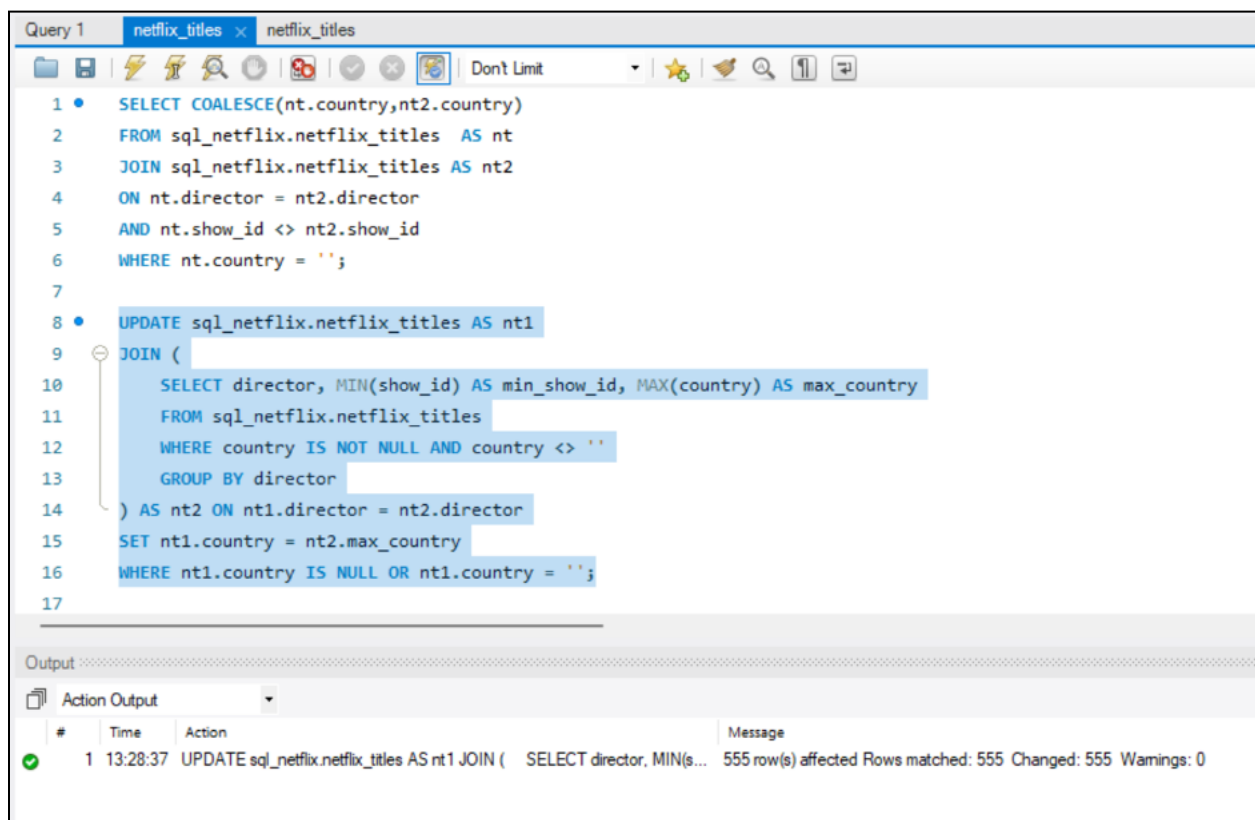 Query 1 netflix_titles × netflix_titles
Don't Limit
1 SELECT COALESCE(nt.country,nt2.country)
2 FROM sql_netflix.netflix_titles  AS nt
3 JOIN sql_netflix.netflix_titles AS nt2
4 ON nt.director = nt2.director
5 AND nt.show_id <> nt2.show_id
6 WHERE nt.country = '';
7
8 UPDATE sql_netflix.netflix_titles AS nt1
9 JOIN (
10     SELECT director, MIN(show_id) AS min_show_id, MAX(country) AS max_country
11     FROM sql_netflix.netflix_titles
12     WHERE country IS NOT NULL AND country <> ''
13     GROUP BY director
14 ) AS nt2 ON nt1.director = nt2.director
15 SET nt1.country = nt2.max_country
16 WHERE nt1.country IS NULL OR nt1.country = '';
17
Output
Action Output
# Time Action Message
1 13:28:37 UPDATE sql_netflix.netflix_titles AS nt1 JOIN ( SELECT director, MIN(s... 555 row(s) affected Rows matched: 555 Changed: 555 Warnings: 0